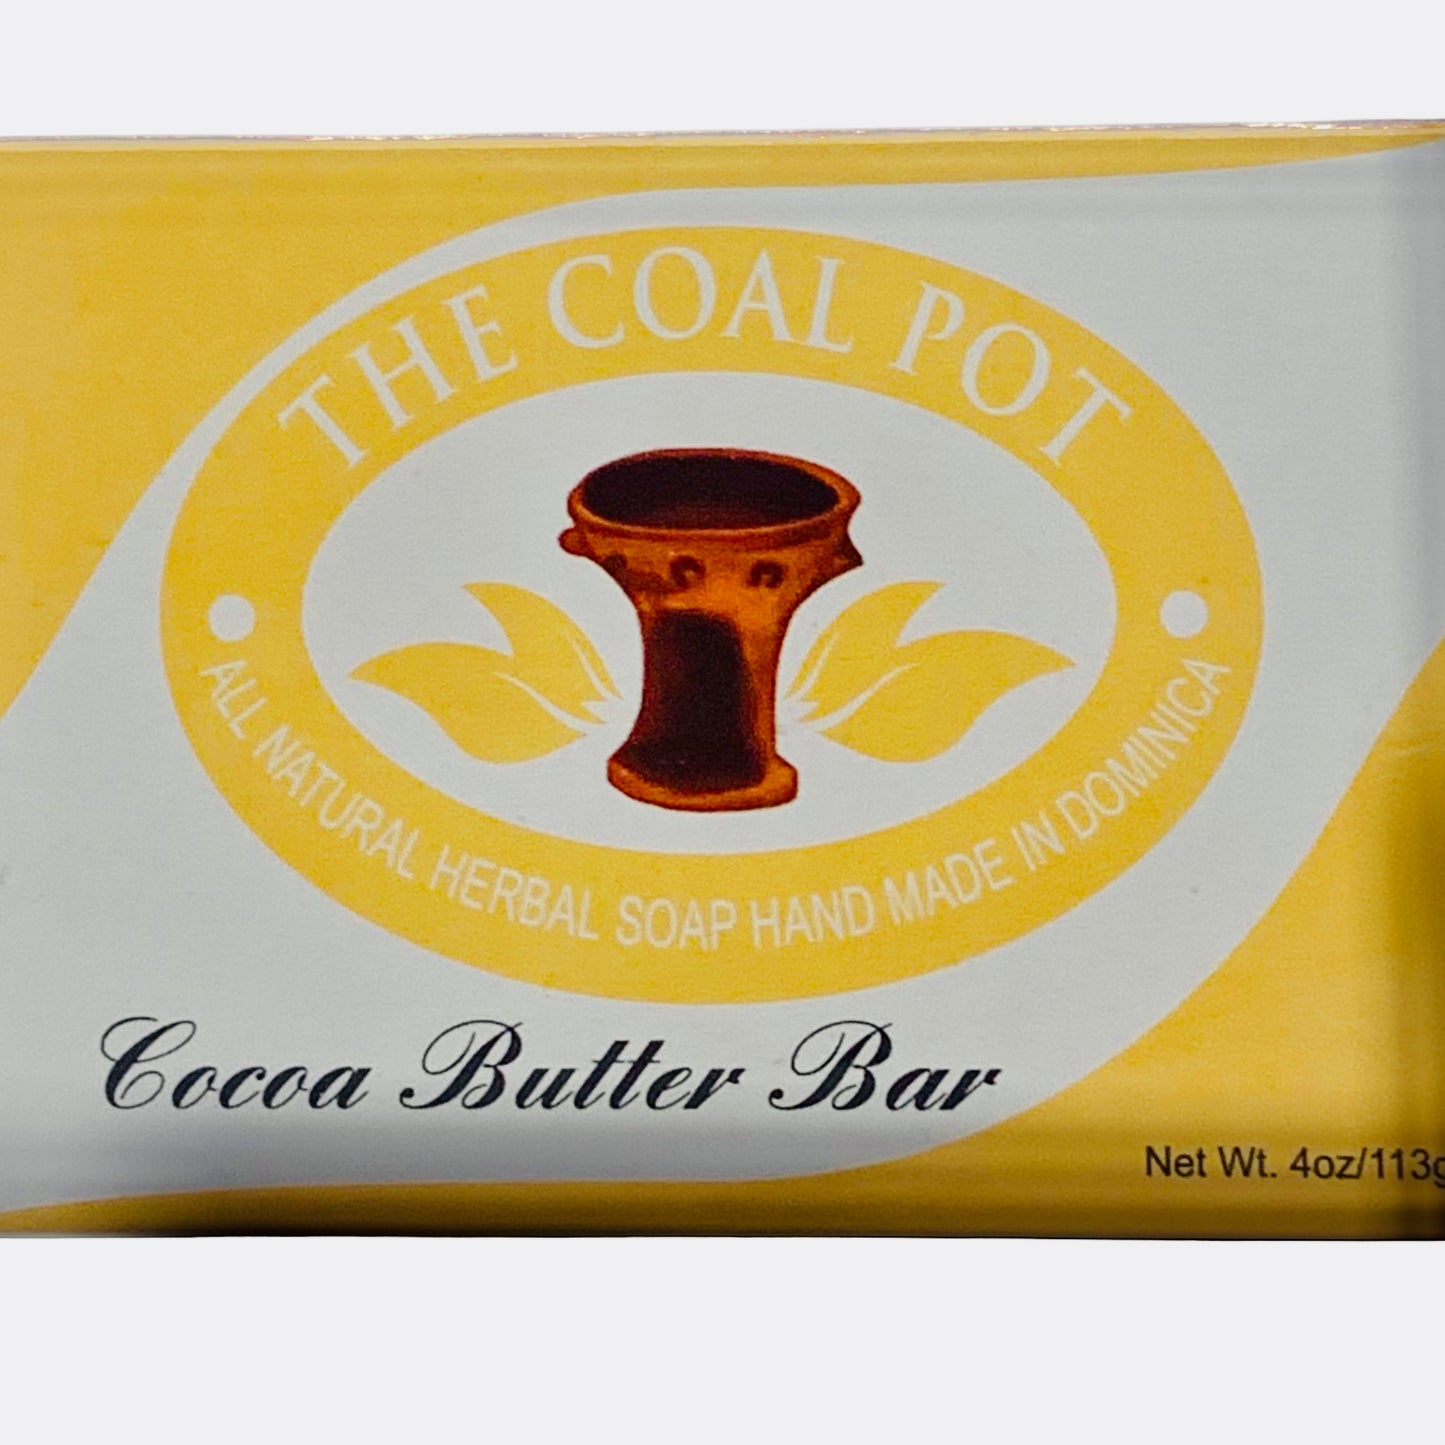 THE COAL POT
ALL NATURAL HERBAL SOAP HAND MADE IN DOMINICA
Cocoa Butter Bar
Net Wt. 4oz/113g